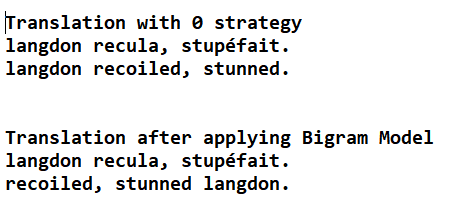 Translation with 0 strategy
langdon recula, stupéfait.
langdon recoiled, stunned.
Translation after applying Bigram Model
langdon recula, stupéfait.
recoiled, stunned langdon.